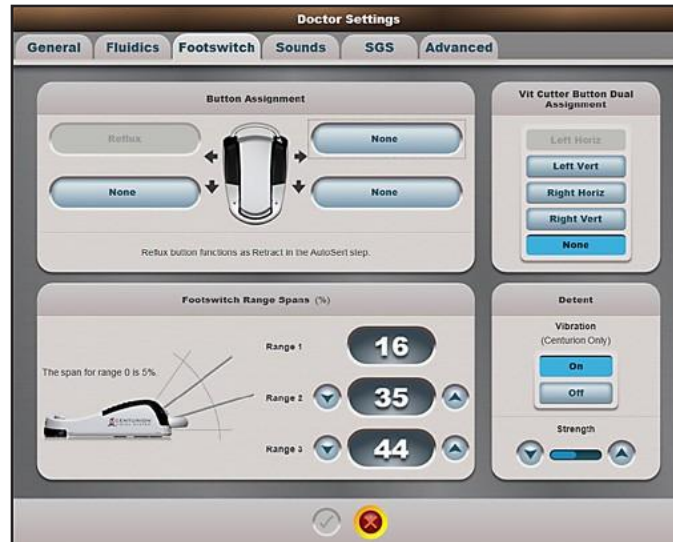 Doctor Settings
General Fluidics Footswitch Sounds SGS Advanced
Button Assignment
Reflux
None
None
None
Reflux button functions as Retract in the AutoSert step.
Vit Cutter Button Dual
Assignment
Left Horiz
Left Vert
Right Horiz
Right Vert
None
Footswitch Range Spans (%)
The span for range 0 is 5%.
CENTURION
VISION SYSTEM
Range 1 16
Range 2 35
Range 3 44
Detent
Vibration
(Centurion Only)
On
Off
Strength